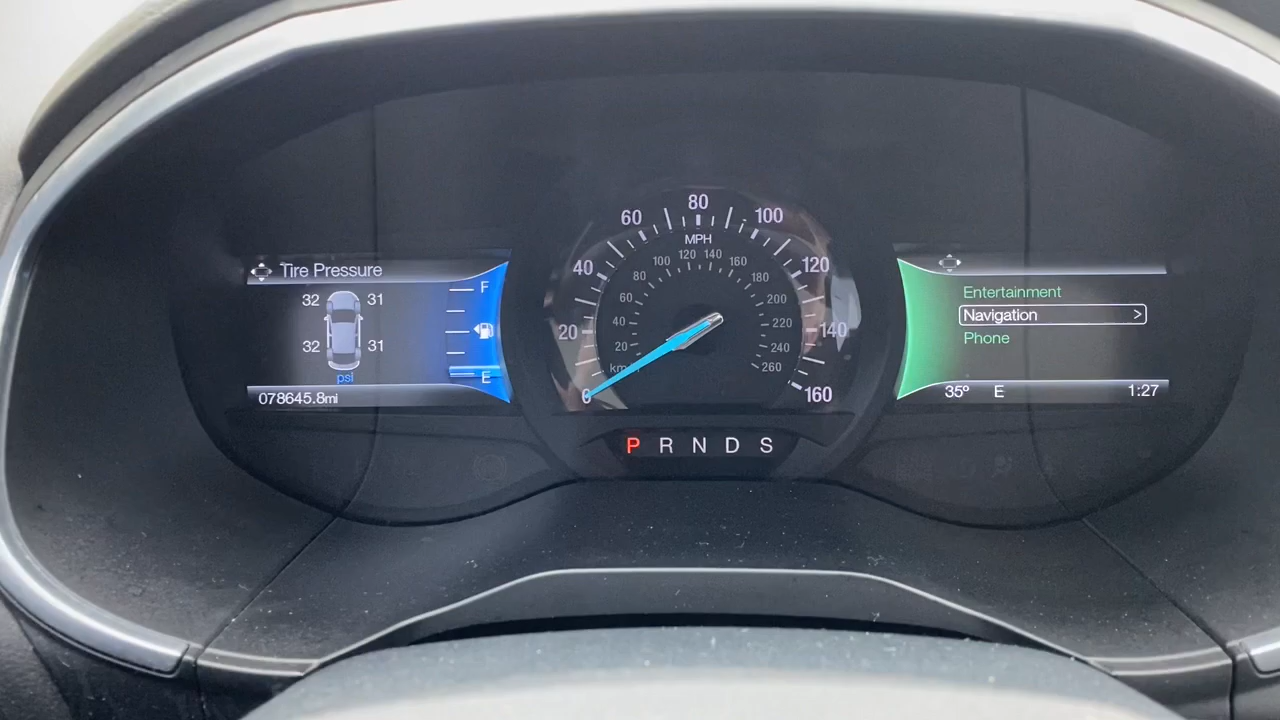 Tire Pressure
32 31
32 31
psi
078645.8mi
F
E
0 20 40 60 80 100 120 140 160
MPH
20 40 60 80 100 120 140 160 180 200 220 240 260
P R N D S
Entertainment
Navigation >
Phone
35° E 1:27